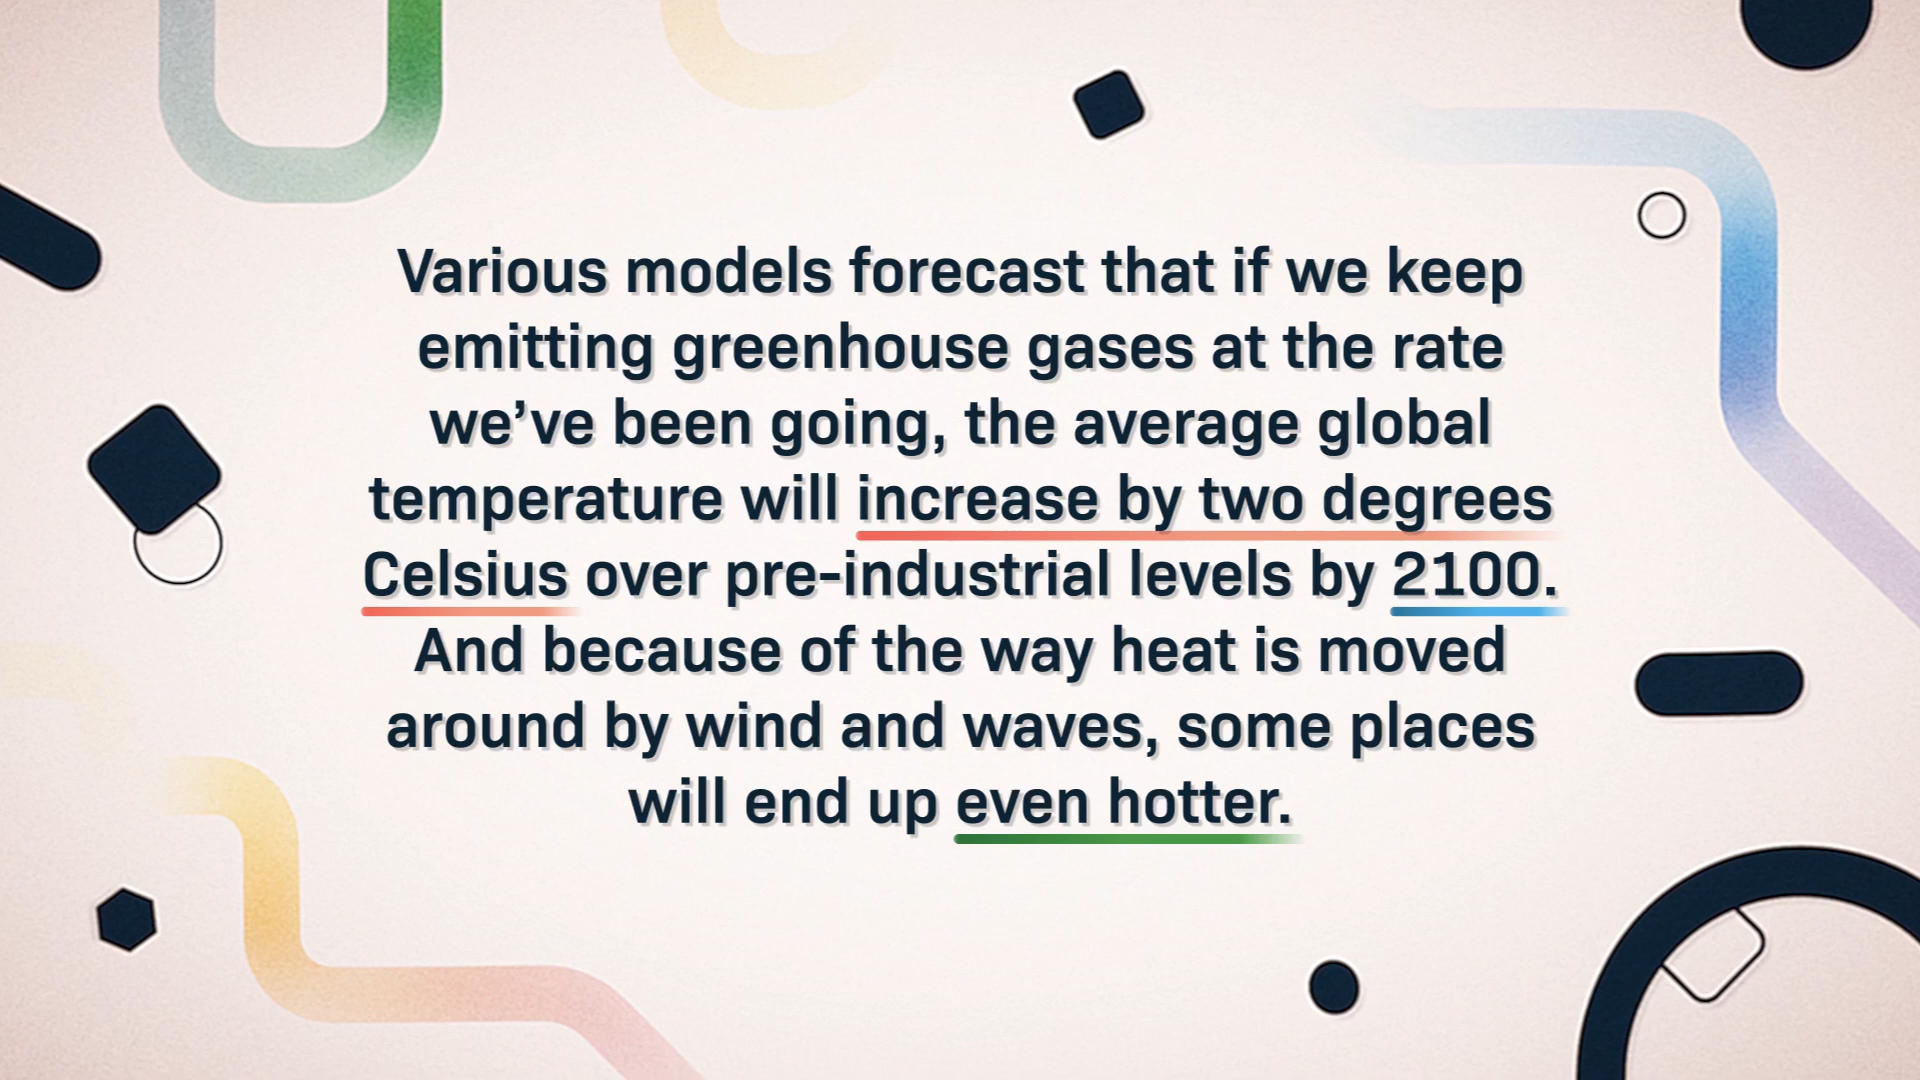 Various models forecast that if we keep
emitting greenhouse gases at the rate
we’ve been going, the average global
temperature will increase by two degrees
Celsius over pre-industrial levels by 2100.
And because of the way heat is moved
around by wind and waves, some places
will end up even hotter.